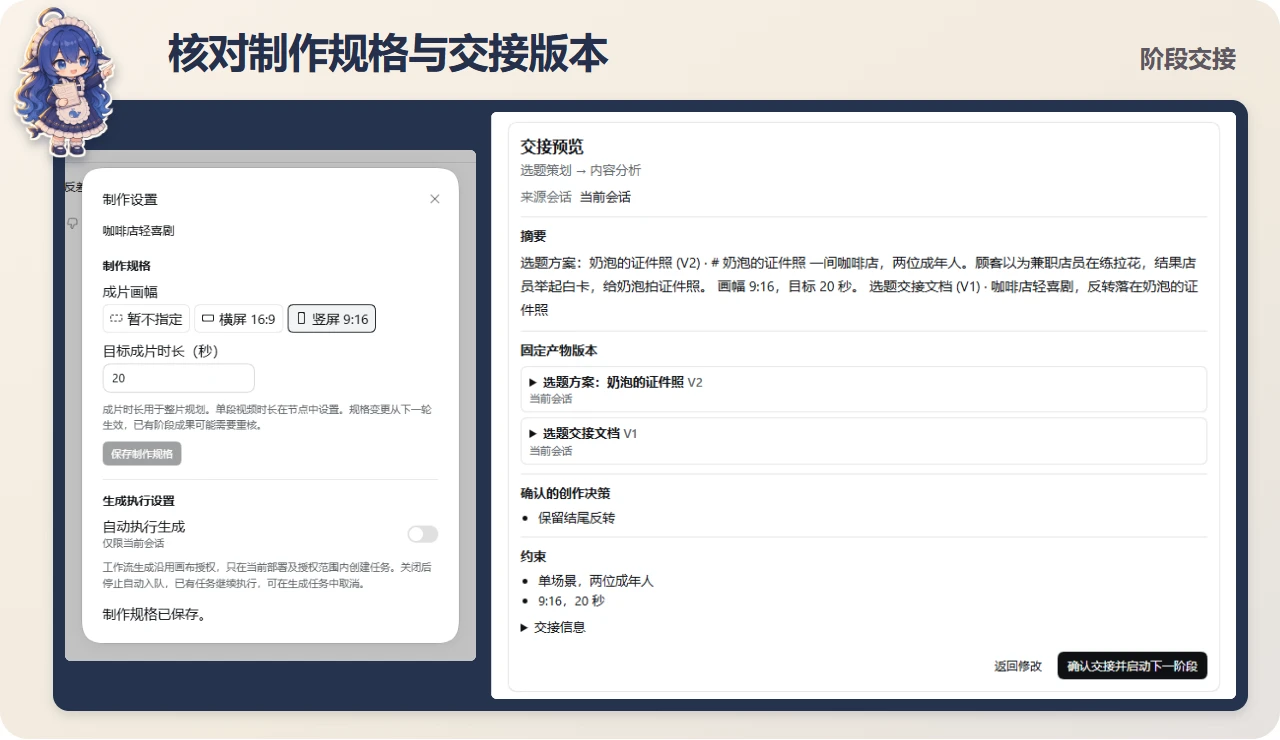 核对制作规格与交接版本
阶段交接
制作设置
咖啡店轻喜剧
制作规格
成片画幅
暂不指定
横屏 16:9
竖屏 9:16
目标成片时长（秒）
20
成片时长用于整片规划。单段视频时长在节点中设置。规格变更从下一轮
生效，已有阶段成果可能需要重核。
保存制作规格
生成执行设置
自动执行生成
仅限当前会话
工作流生成沿用画布授权，只在当前部署及授权范围内创建任务。关闭后
停止自动入队，已有任务继续执行，可在生成任务中取消。
制作规格已保存。
交接预览
选题策划 → 内容分析
来源会话 当前会话
摘要
选题方案：奶泡的证件照 (V2) · # 奶泡的证件照 一间咖啡店，两位成年人。顾客以为兼职店员在练拉花，结果店
员举起白卡，给奶泡拍证件照。 画幅 9:16，目标 20 秒。 选题交接文档 (V1) · 咖啡店轻喜剧，反转落在奶泡的证
件照
固定产物版本
▶ 选题方案：奶泡的证件照 V2
当前会话
▶ 选题交接文档 V1
当前会话
确认的创作决策
• 保留结尾反转
约束
• 单场景，两位成年人
• 9:16，20 秒
▶ 交接信息
返回修改
确认交接并启动下一阶段